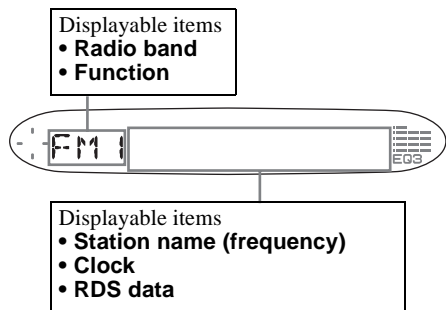 Displayable items
• Radio band
• Function
FM1
EQ3
Displayable items
• Station name (frequency)
• Clock
• RDS data